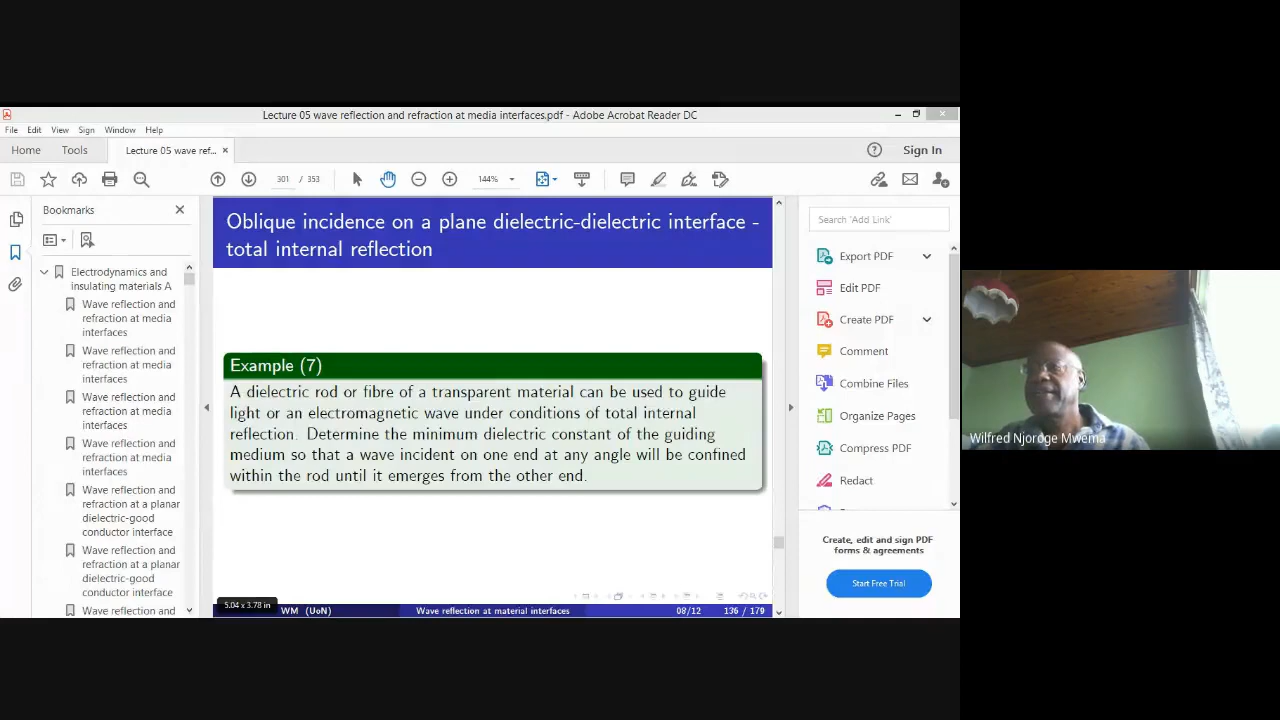 Lecture 05 wave reflection and refraction at media interfaces.pdf - Adobe Acrobat Reader DC
File Edit View Sign Window Help
Home Tools Lecture 05 wave ref... × Sign In
301 / 353 144%
Bookmarks
Electrodynamics and
insulating materials A
Wave reflection and
refraction at media
interfaces
Wave reflection and
refraction at media
interfaces
Wave reflection and
refraction at media
interfaces
Wave reflection and
refraction at media
interfaces
Wave reflection and
refraction at a planar
dielectric-good
conductor interface
Wave reflection and
refraction at a planar
dielectric-good
conductor interface
Wave reflection and
Oblique incidence on a plane dielectric-dielectric interface -
total internal reflection
Example (7)
A dielectric rod or fibre of a transparent material can be used to guide
light or an electromagnetic wave under conditions of total internal
reflection. Determine the minimum dielectric constant of the guiding
medium so that a wave incident on one end at any angle will be confined
within the rod until it emerges from the other end.
5.04 x 3.78 in
WM (UoN) Wave reflection at material interfaces 08/12 136 / 179
Search 'Add Link'
Export PDF
Edit PDF
Create PDF
Comment
Combine Files
Organize Pages
Compress PDF
Redact
Create, edit and sign PDF
forms & agreements
Start Free Trial
Wilfred Njoroge Mwema